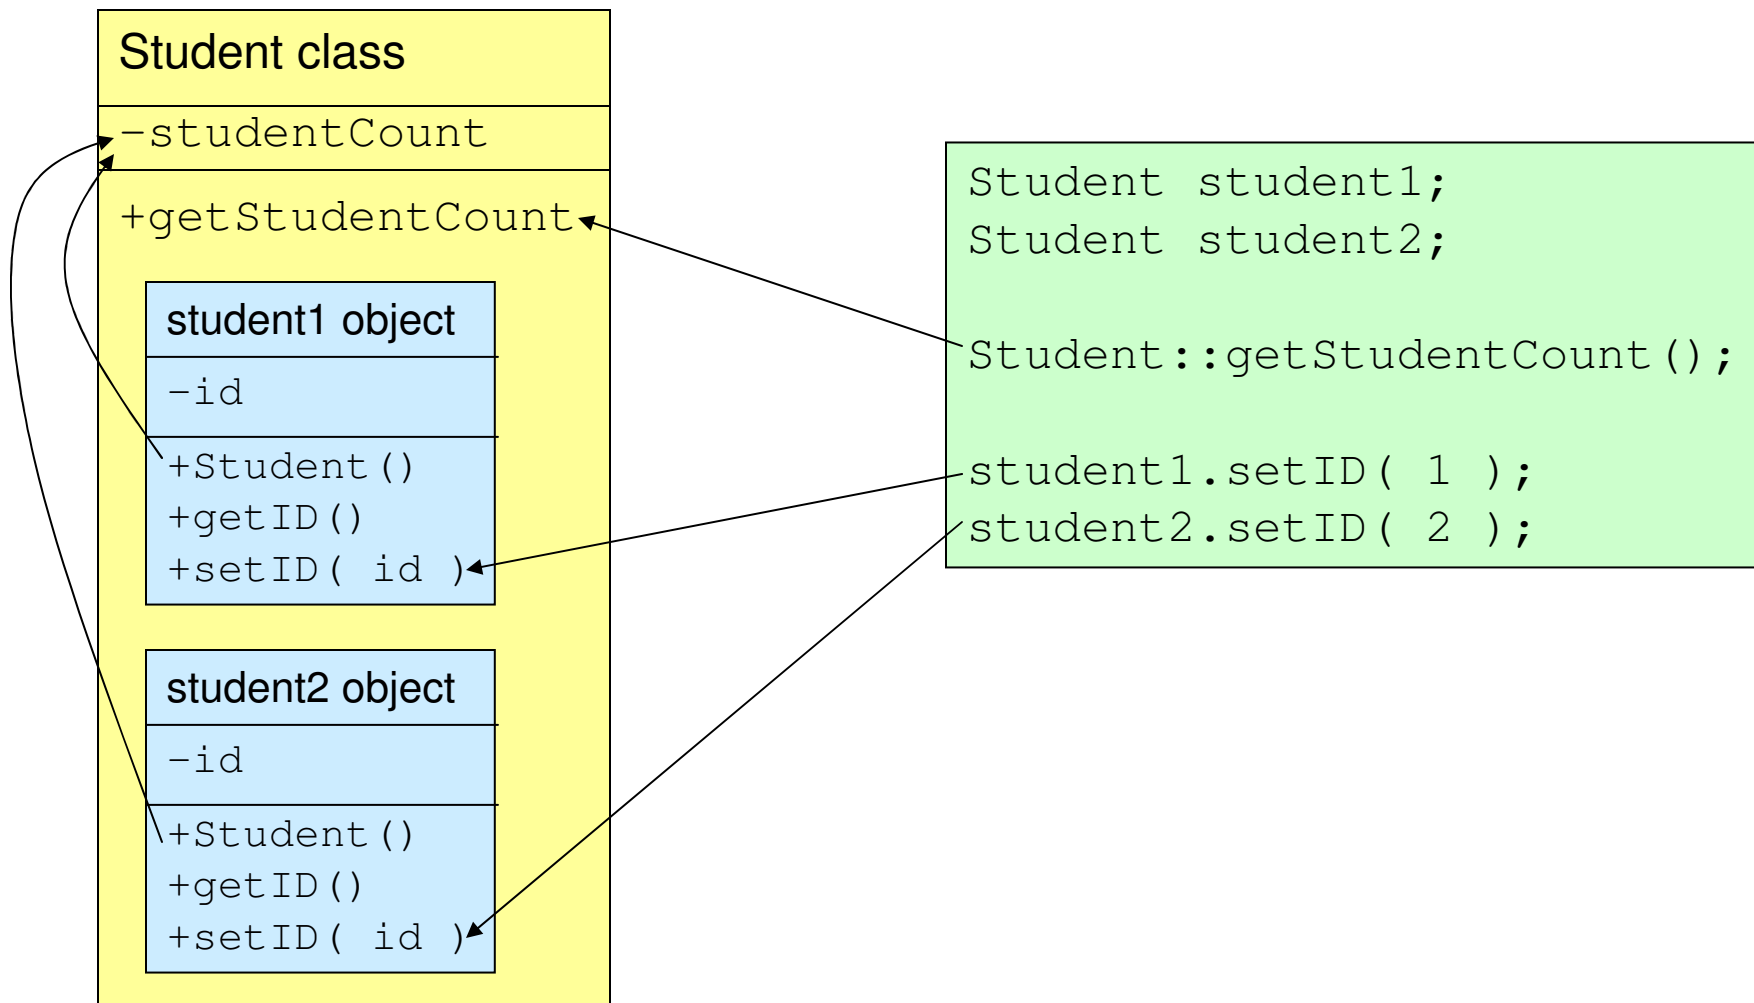 Student class
-studentCount
+getStudentCount
student1 object
-id
+Student()
+getID()
+setID( id )
student2 object
-id
+Student()
+getID()
+setID( id )
Student student1;
Student student2;
Student::getStudentCount();
student1.setID( 1 );
student2.setID( 2 );